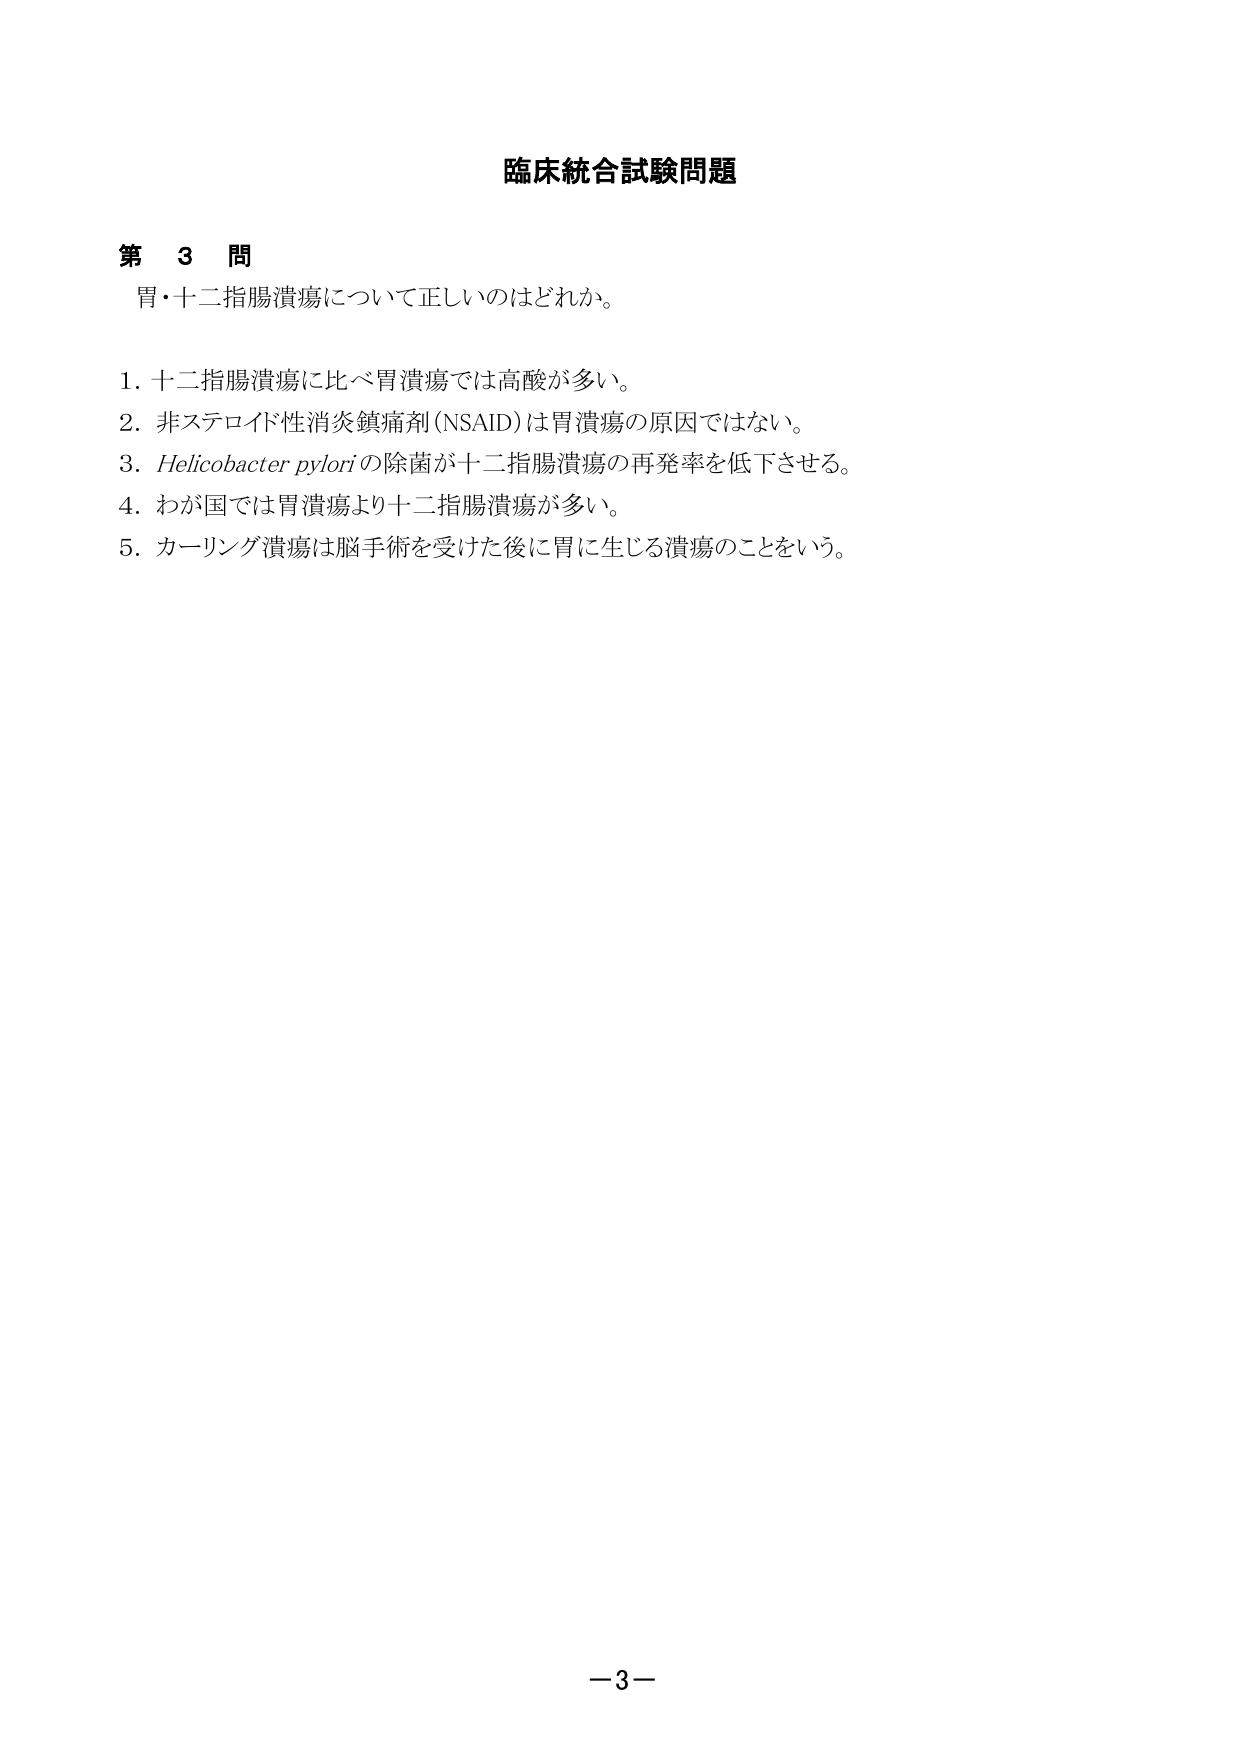 臨床統合試験問題
第 3 問
胃・十二指腸潰瘍について正しいのはどれか。
1. 十二指腸潰瘍に比べ胃潰瘍では高酸が多い。
2. 非ステロイド性消炎鎮痛剤(NSAID)は胃潰瘍の原因ではない。
3. Helicobacter pyloriの除菌が十二指腸潰瘍の再発率を低下させる。
4. わが国では胃潰瘍より十二指腸潰瘍が多い。
5. カーリング潰瘍は脳手術を受けた後に胃に生じる潰瘍のことをいう。
－3－